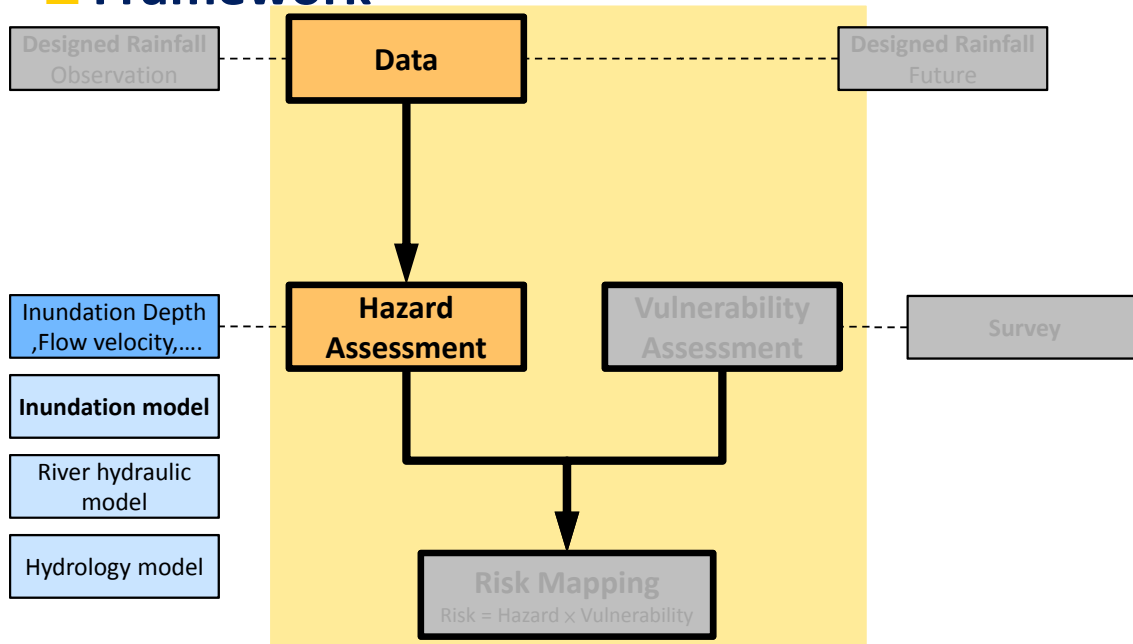 Framework
Designed Rainfall
Observation
Data
Designed Rainfall
Future
Inundation Depth
,Flow velocity,....
Hazard
Assessment
Vulnerability
Assessment
Survey
Inundation model
River hydraulic
model
Hydrology model
Risk Mapping
Risk = Hazard x Vulnerability